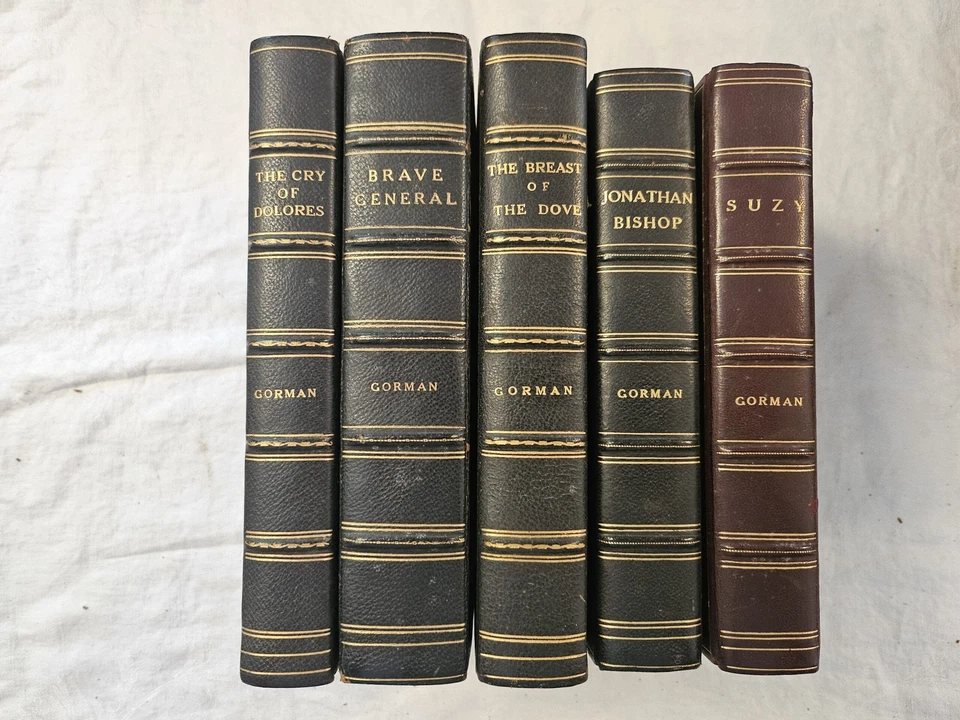 THE CRY
OF
DOLORES
GORMAN
BRAVE
GENERAL
GORMAN
THE BREAST
OF
THE DOVE
GORMAN
JONATHAN
BISHOP
GORMAN
SUZY
GORMAN